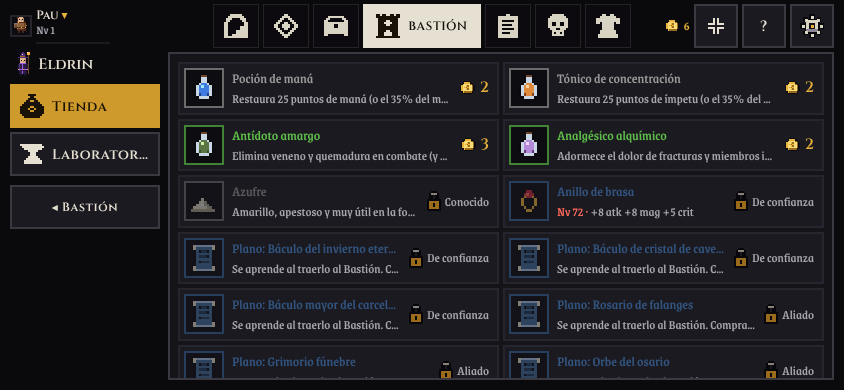 PAU ▼
Nv 1
BASTIÓN
6
?
ELDRIN
TIENDA
LABORATOR...
◂ BASTIÓN
Poción de maná
Restaura 25 puntos de maná (o el 35% del m...
2
Tónico de concentración
Restaura 25 puntos de ímpetu (o el 35% del ...
2
Antídoto amargo
Elimina veneno y quemadura en combate (y ...
3
Analgésico alquímico
Adormece el dolor de fracturas y miembros i...
2
Azufre
Amarillo, apestoso y muy útil en la fo...
Conocido
Anillo de brasa
Nv 72 · +8 atk +8 mag +5 crit
De confianza
Plano: Báculo del invierno eter...
Se aprende al traerlo al Bastión. C...
De confianza
Plano: Báculo de cristal de cave...
Se aprende al traerlo al Bastión. C...
De confianza
Plano: Báculo mayor del carcel...
Se aprende al traerlo al Bastión. C...
De confianza
Plano: Rosario de falanges
Se aprende al traerlo al Bastión. Compra...
Aliado
Plano: Grimorio fúnebre
Aliado
Plano: Orbe del osario
Aliado